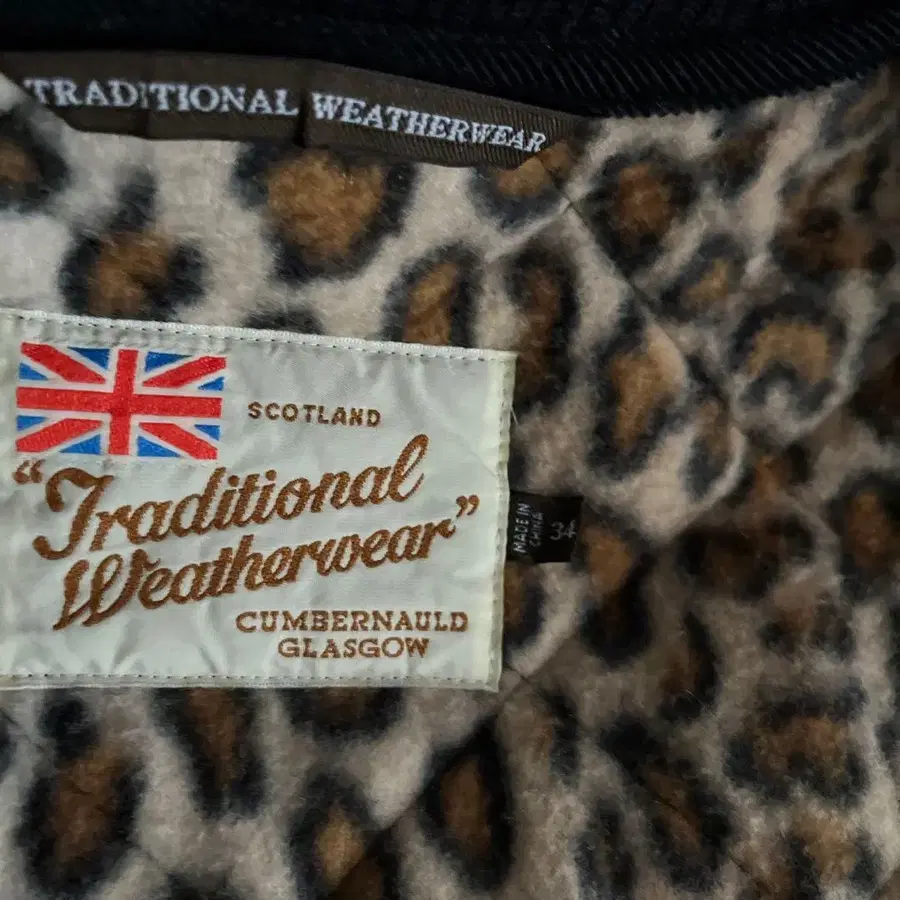 TRADITIONAL WEATHERWEAR
SCOTLAND
"Traditional
Weatherwear"
CUMBERNAULD
GLASGOW
MADE IN
CHINA
34